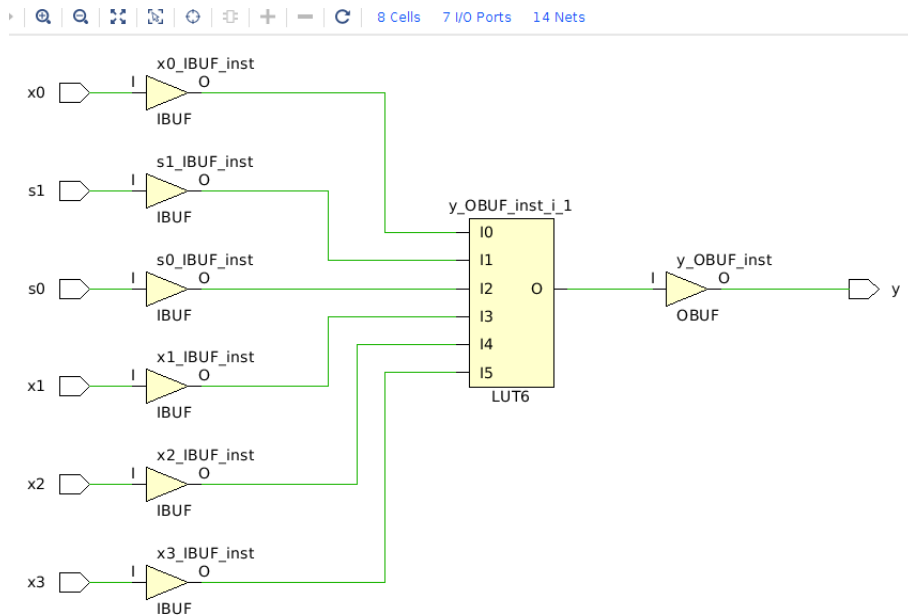 8 Cells 7 I/O Ports 14 Nets
x0_IBUF_inst
x0 I O
IBUF
s1_IBUF_inst
s1 I O
IBUF
y_OBUF_inst_i_1
I0
I1
s0_IBUF_inst
s0 I O
IBUF
I2 O
y_OBUF_inst
I O y
OBUF
I3
I4
I5
LUT6
x1_IBUF_inst
x1 I O
IBUF
x2_IBUF_inst
x2 I O
IBUF
x3_IBUF_inst
x3 I O
IBUF